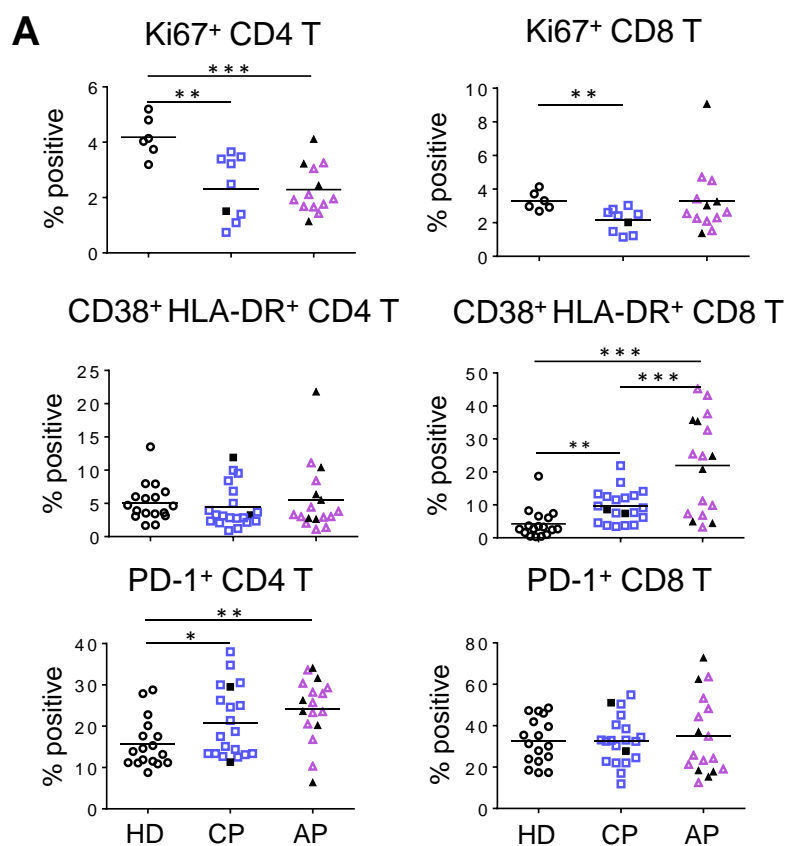 A
Ki67+ CD4 T
Ki67+ CD8 T
% positive
6
4
2
0
***
**
% positive
10
8
6
4
2
0
**
CD38+ HLA-DR+ CD4 T
CD38+ HLA-DR+ CD8 T
% positive
25
20
15
10
5
0
% positive
50
40
30
20
10
0
***
***
**
PD-1+ CD4 T
PD-1+ CD8 T
% positive
40
30
20
10
0
**
*
HD CP AP
% positive
80
60
40
20
0
HD CP AP